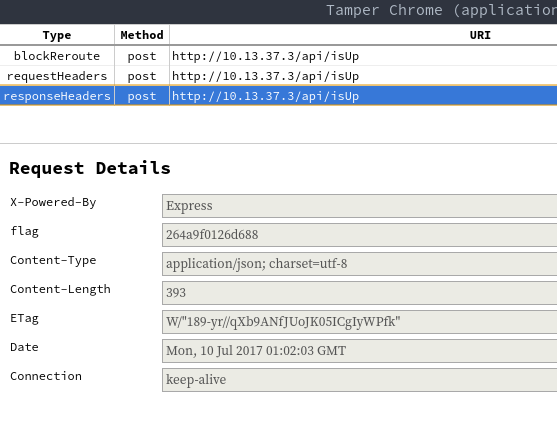 Tamper Chrome (application
Type Method URI
blockReroute post http://10.13.37.3/api/isUp
requestHeaders post http://10.13.37.3/api/isUp
responseHeaders post http://10.13.37.3/api/isUp
Request Details
X-Powered-By Express
flag 264a9f0126d688
Content-Type application/json; charset=utf-8
Content-Length 393
ETag W/"189-yr//qXb9ANfJUoJK05ICgIyWPfk"
Date Mon, 10 Jul 2017 01:02:03 GMT
Connection keep-alive